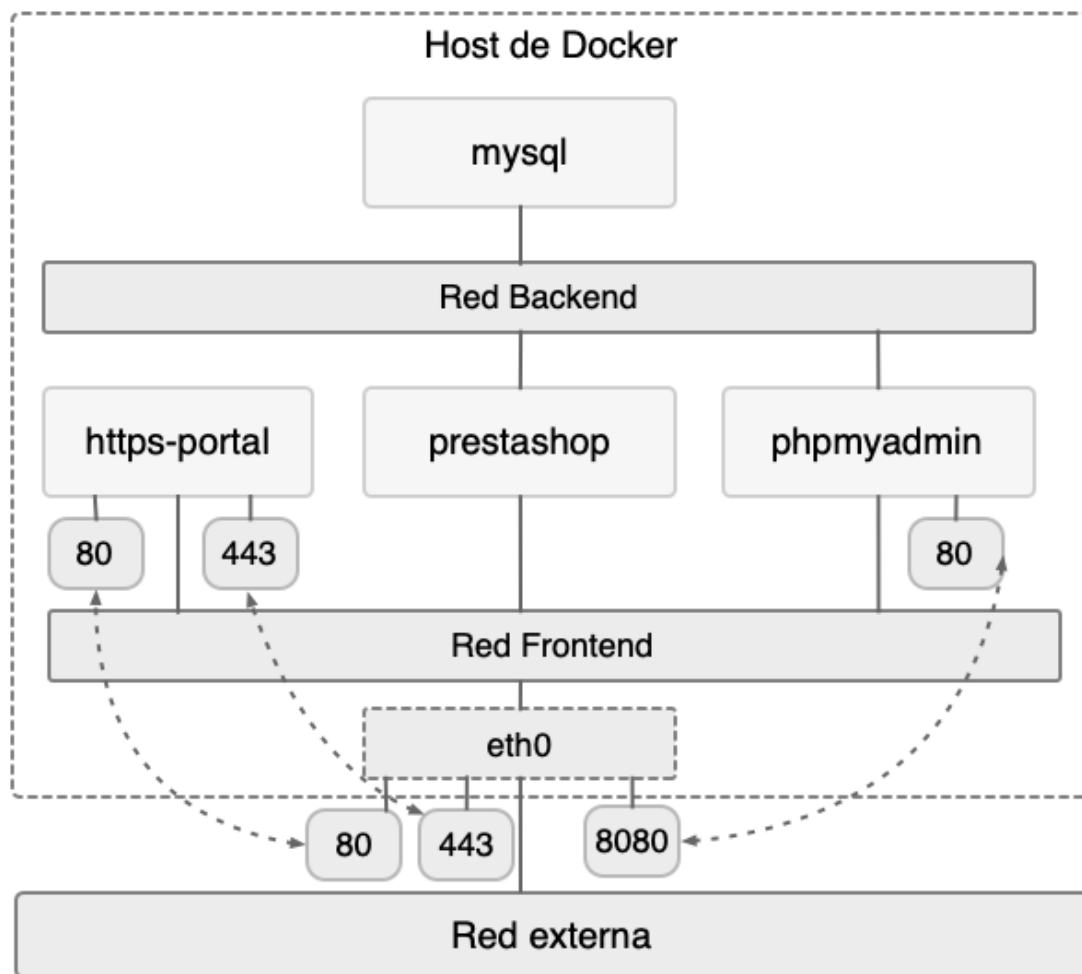 Host de Docker
mysql
Red Backend
https-portal
prestashop
phpmyadmin
80
443
80
Red Frontend
eth0
80
443
8080
Red externa